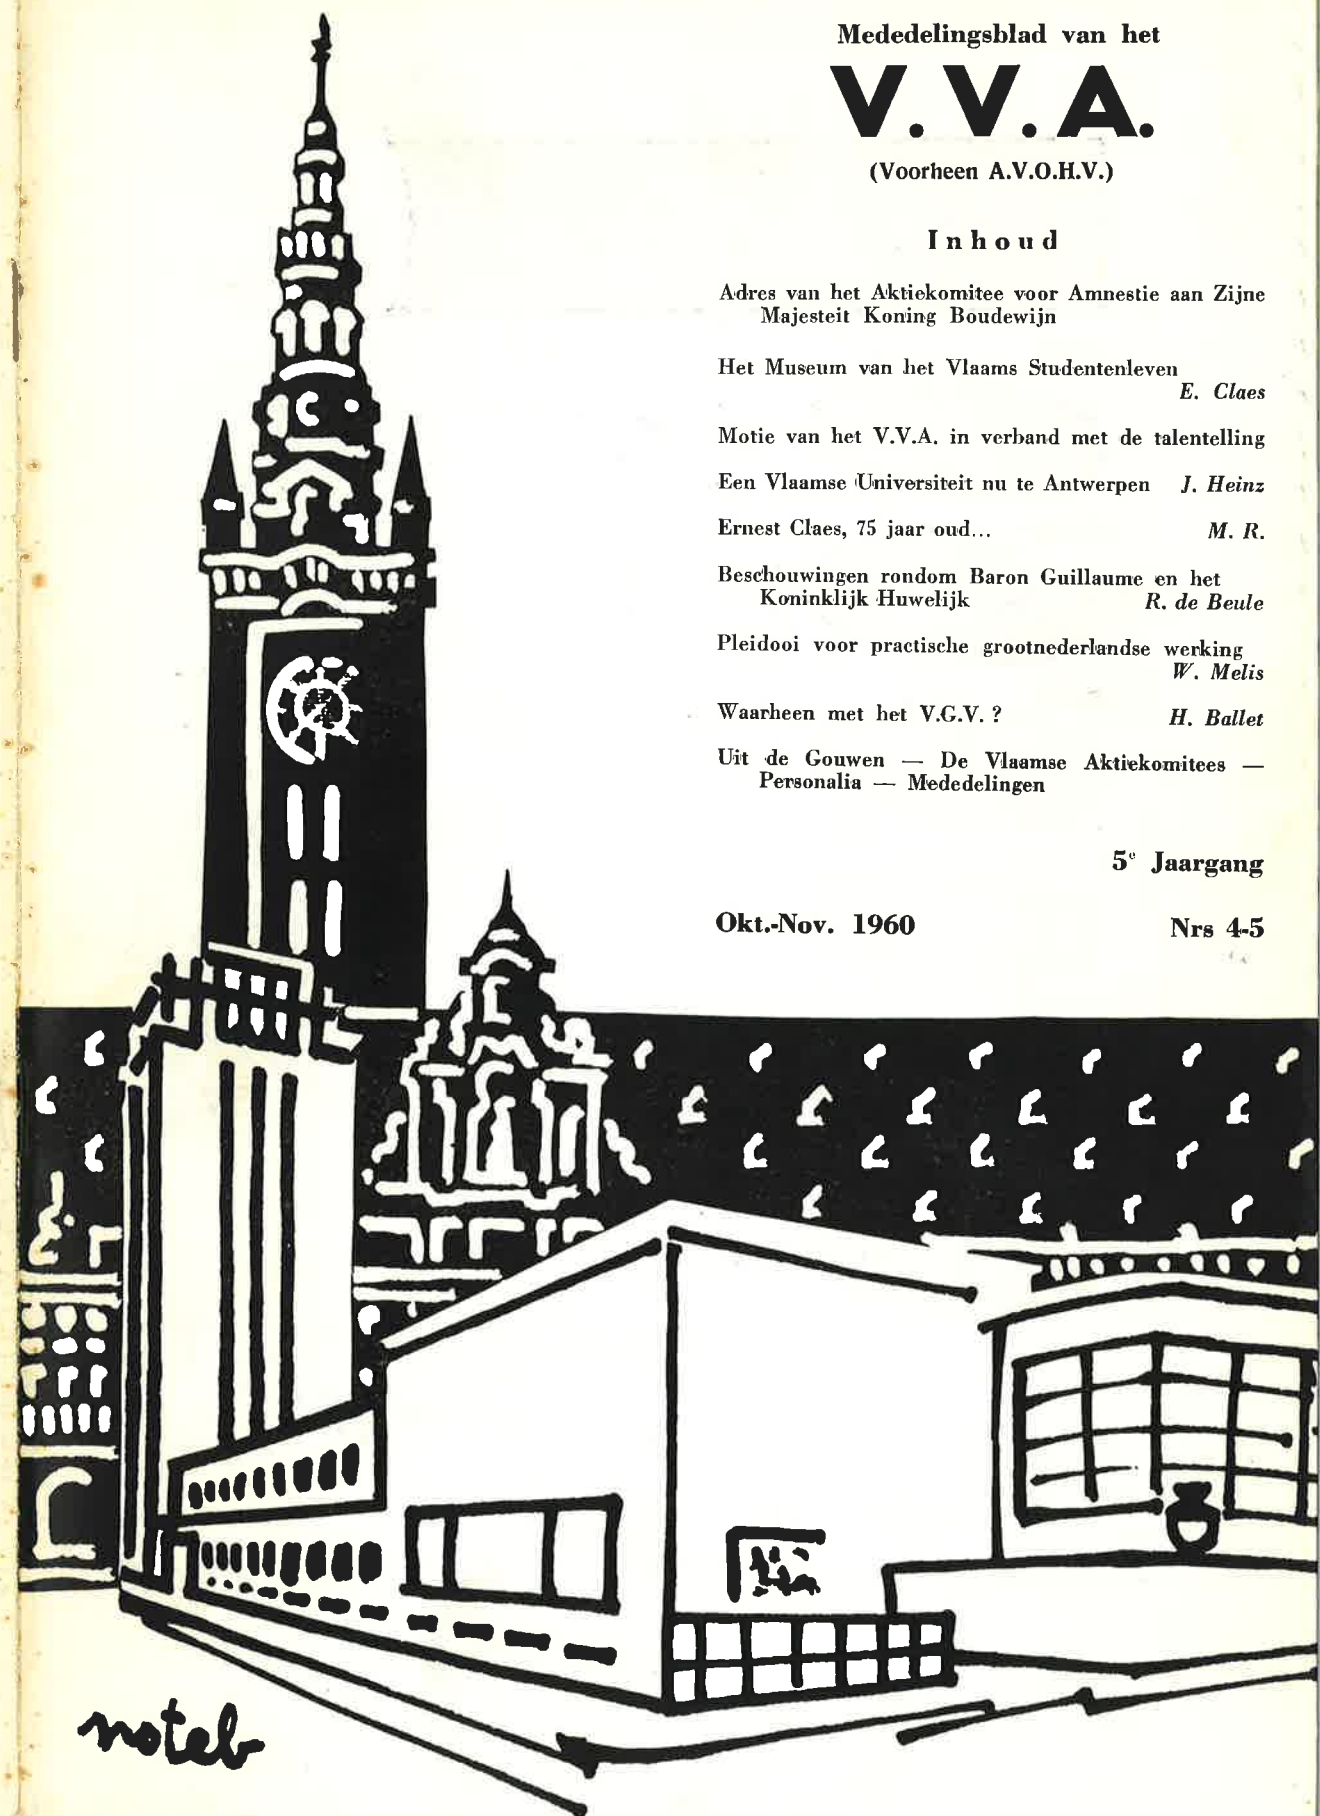 Mededelingsblad van het
V.V.A.
(Voorheen A.V.O.H.V.)
Inhoud
Adres van het Aktiekomitee voor Amnestie aan Zijne
Majesteit Koning Boudewijn
Het Museum van het Vlaams Studentenleven
E. Claes
Motie van het V.V.A. in verband met de talentelling
Een Vlaamse Universiteit nu te Antwerpen J. Heinz
Ernest Claes, 75 jaar oud... M. R.
Beschouwingen rondom Baron Guillaume en het
Koninklijk Huwelijk R. de Beule
Pleidooi voor practische grootnederlandse werking
W. Melis
Waarheen met het V.G.V. ? H. Ballet
Uit de Gouwen — De Vlaamse Aktiekomitees —
Personalia — Mededelingen
5e Jaargang
Okt.-Nov. 1960 Nrs 4-5
noteb